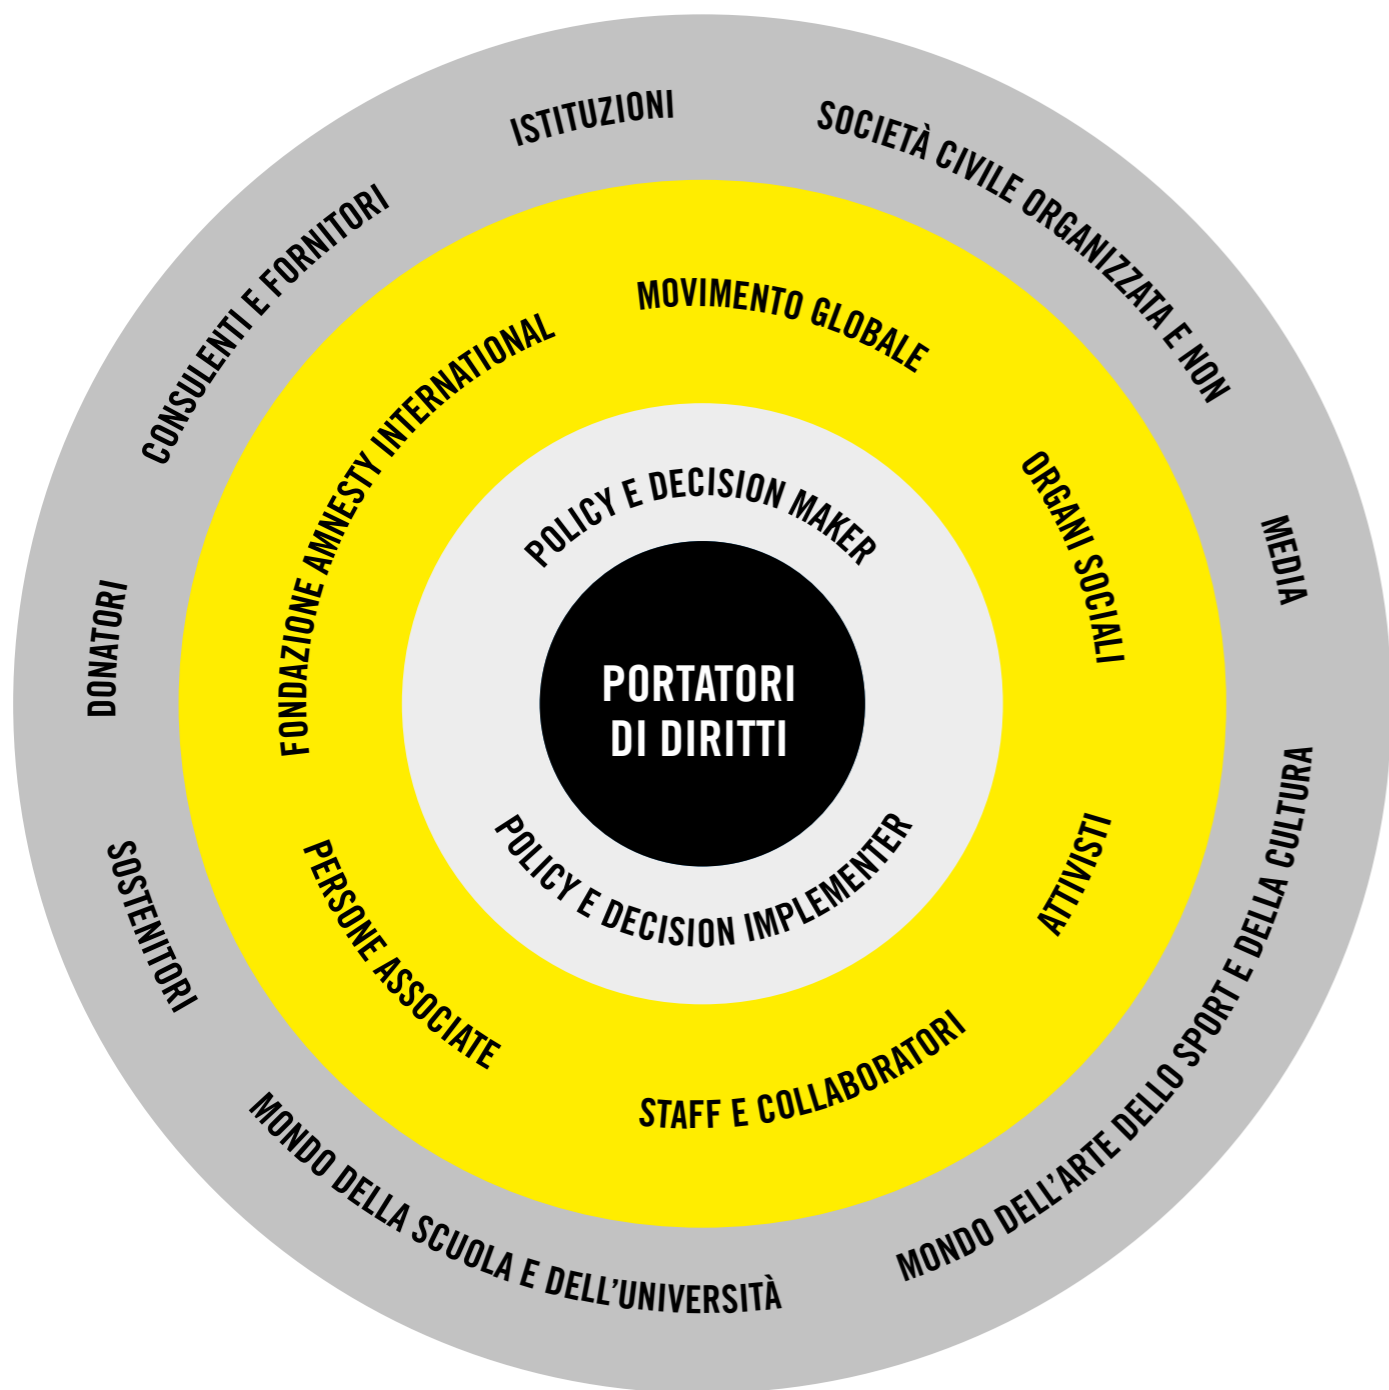 ISTITUZIONI
SOCIETÀ CIVILE ORGANIZZATA E NON
MEDIA
MONDO DELL'ARTE DELLO SPORT E DELLA CULTURA
MONDO DELLA SCUOLA E DELL'UNIVERSITÀ
SOSTENITORI
DONATORI
CONSULENTI E FORNITORI
MOVIMENTO GLOBALE
ORGANI SOCIALI
ATTIVISTI
STAFF E COLLABORATORI
PERSONE ASSOCIATE
FONDAZIONE AMNESTY INTERNATIONAL
POLICY E DECISION MAKER
POLICY E DECISION IMPLEMENTER
PORTATORI
DI DIRITTI